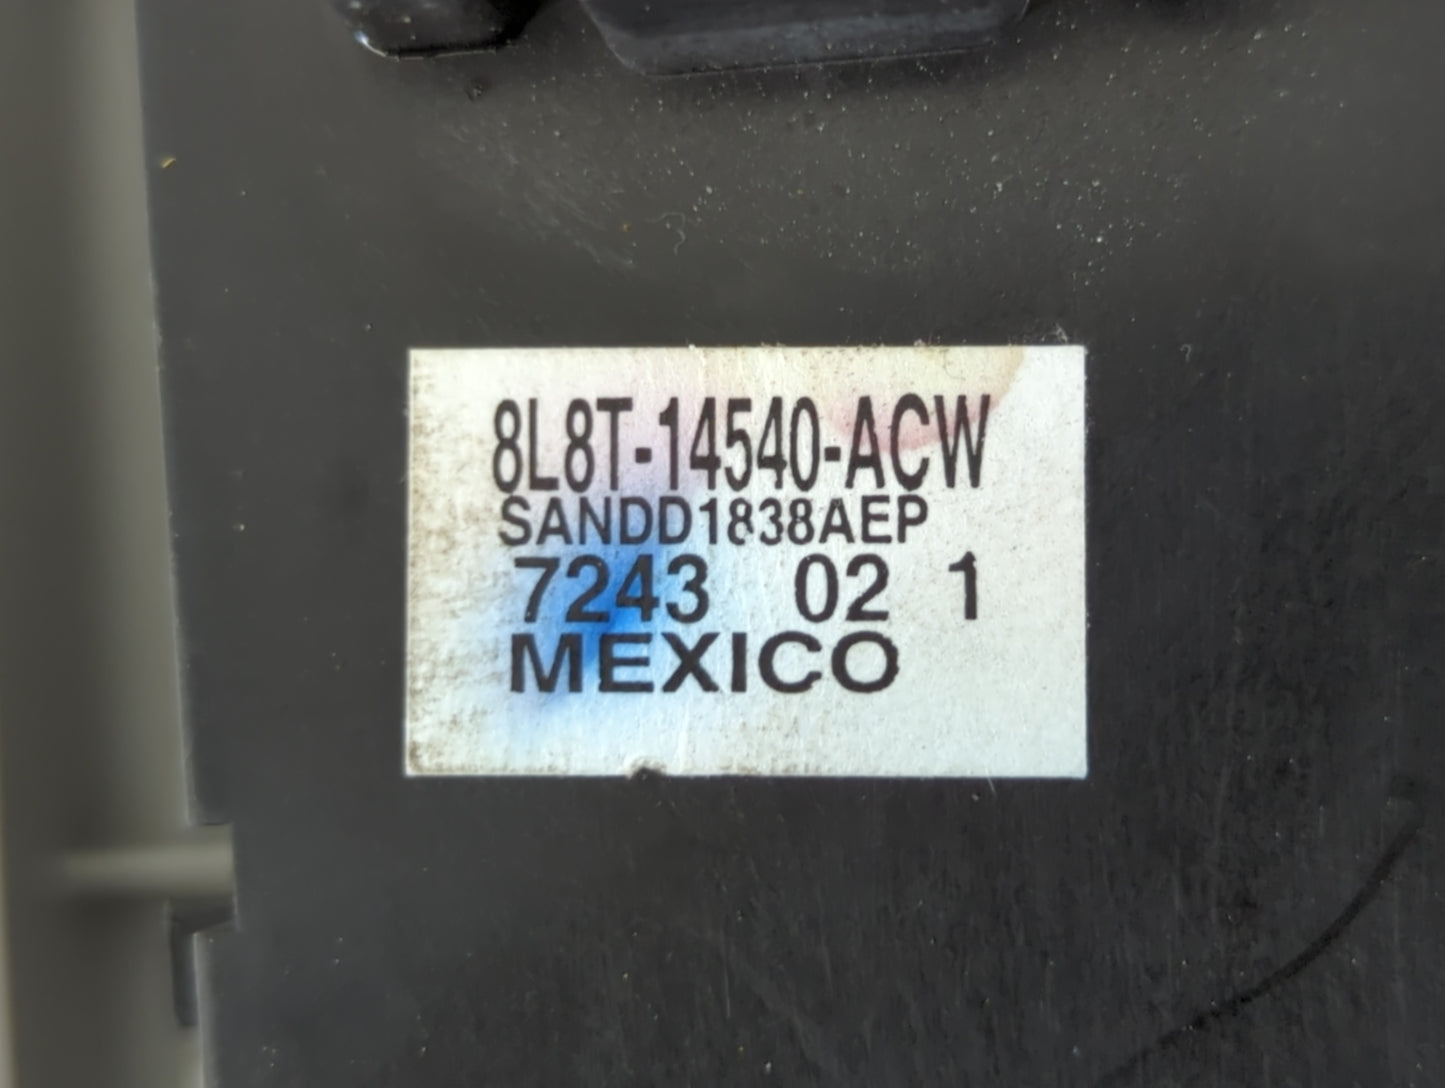 8L8T-14540-ACW
SANDD1838AEP
7243 02 1
MEXICO